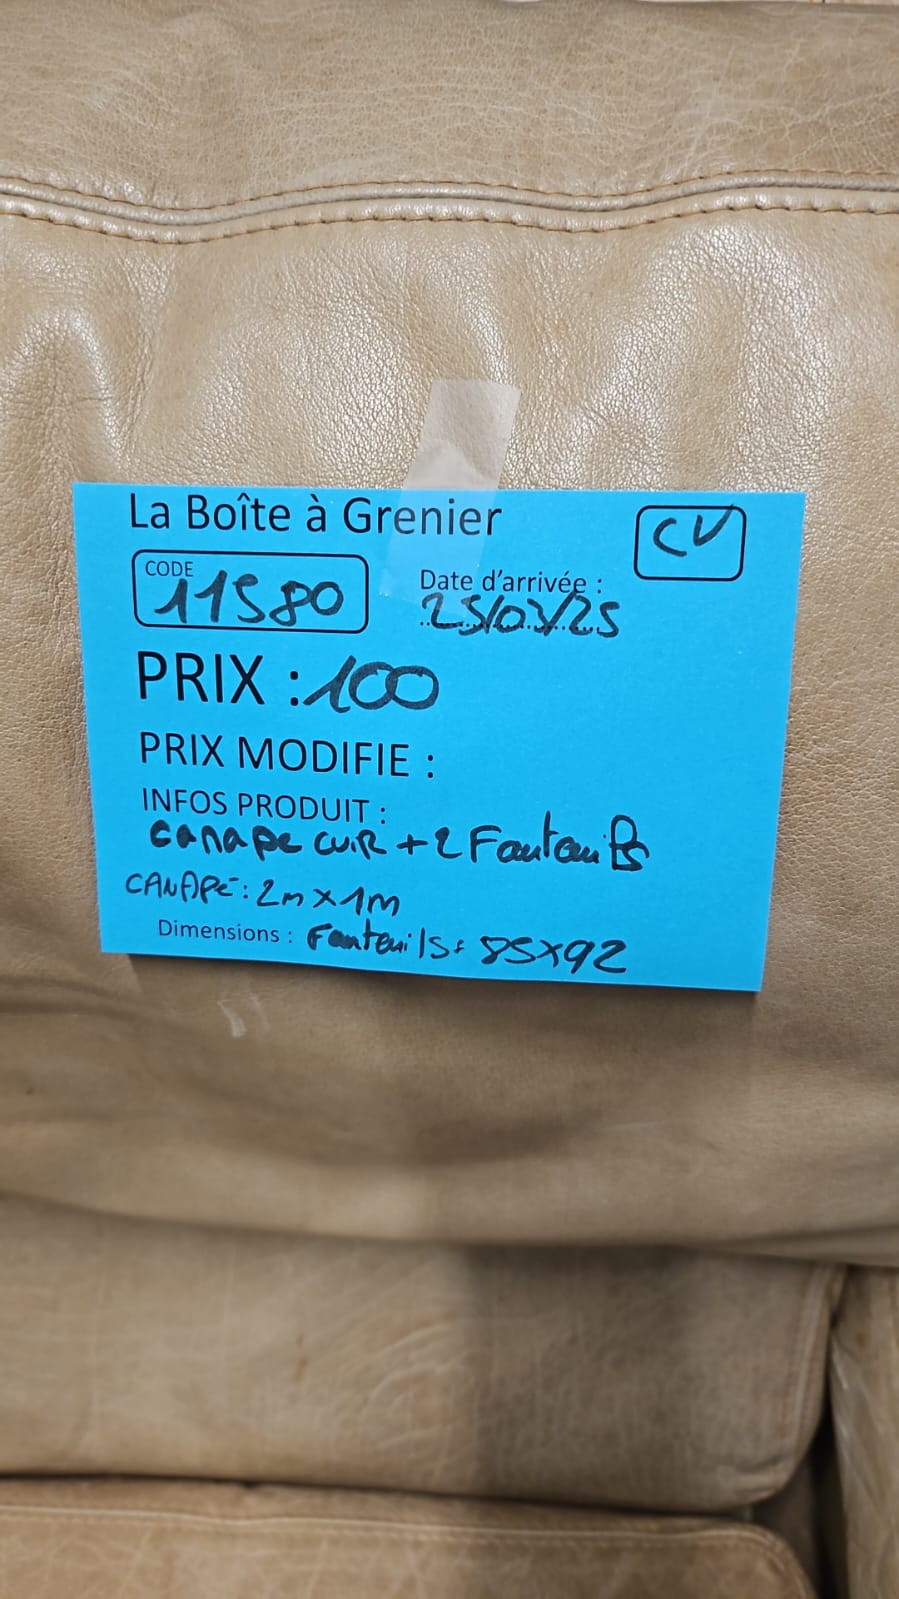 La Boîte à Grenier
CV
CODE
11580
Date d'arrivée :
25/03/25
PRIX : 100
PRIX MODIFIE :
INFOS PRODUIT :
canape cuir + 2 Fauteuils
CANAPÉ : 2m x 1m
Dimensions : Fauteuils : 85x92